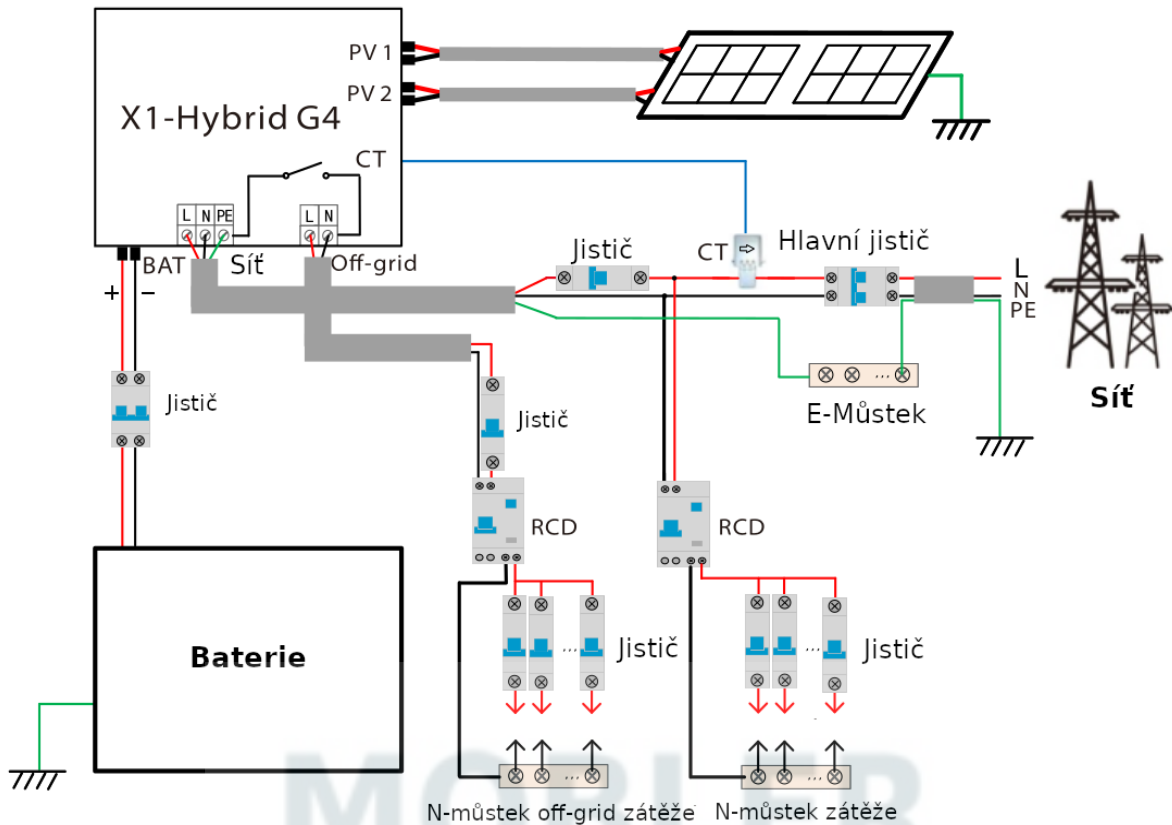 PV 1
PV 2
X1-Hybrid G4
CT
L N PE
L N
BAT
Síť
Off-grid
+ −
Jistič
CT
Hlavní jistič
L
N
PE
Jistič
Jistič
...
E-Můstek
Síť
RCD
RCD
Baterie
...
Jistič
...
Jistič
...
...
N-můstek off-grid zátěže
N-můstek zátěže
MOBLER